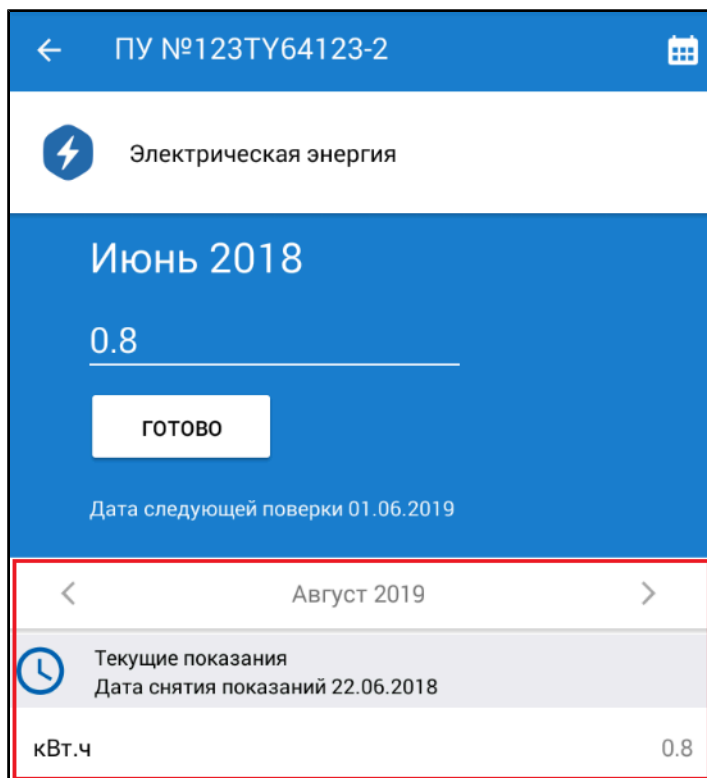 ПУ №123TY64123-2
Электрическая энергия
Июнь 2018
0.8
ГОТОВО
Дата следующей поверки 01.06.2019
Август 2019
Текущие показания
Дата снятия показаний 22.06.2018
кВт.ч 0.8